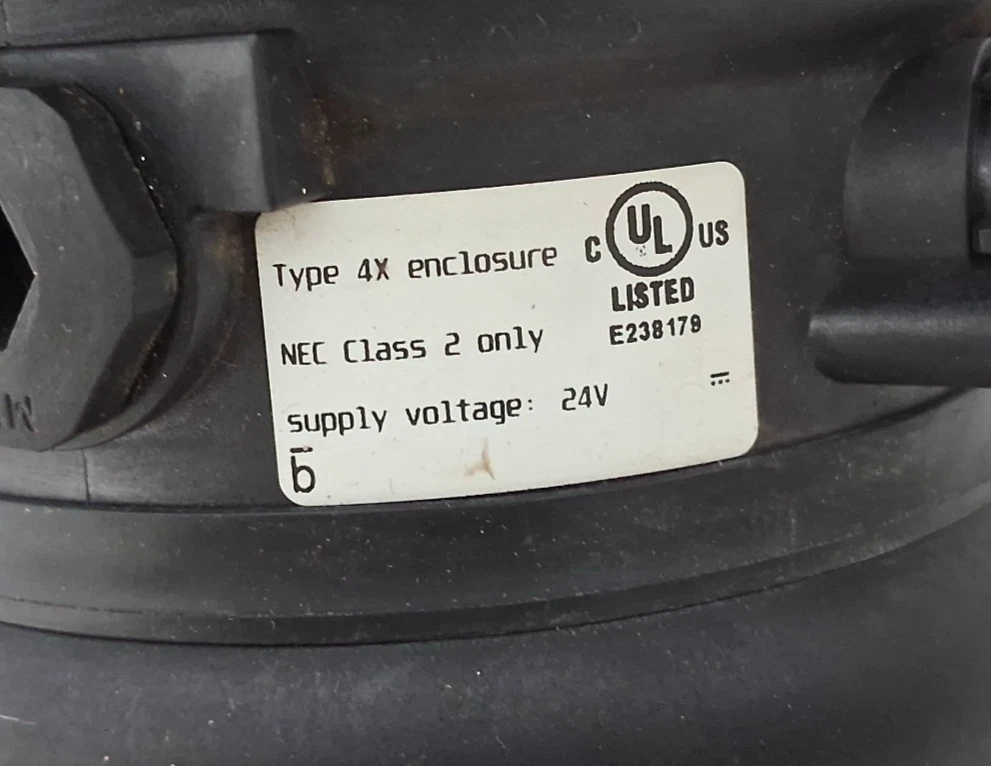 Type 4X enclosure
C UL US
LISTED
E238179
NEC Class 2 only
supply voltage: 24V ⎓
b̅
M